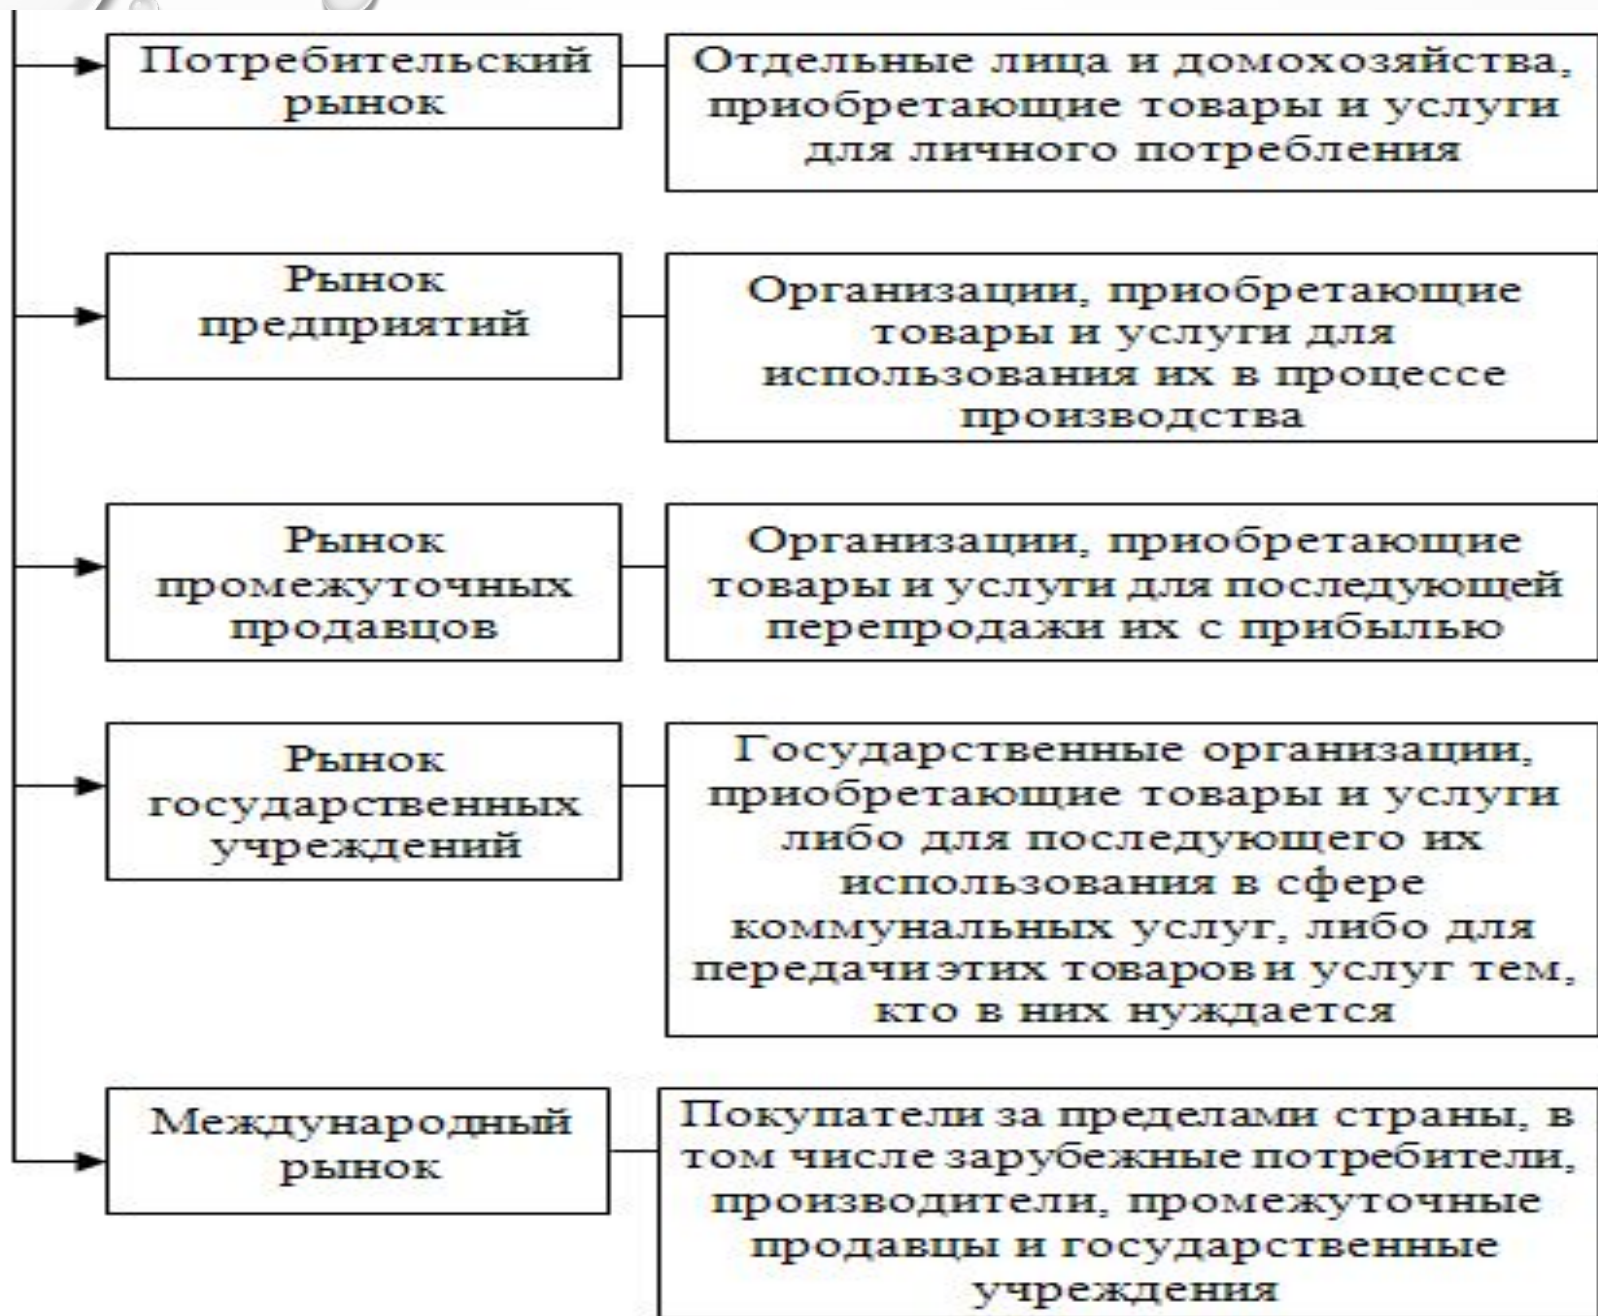 Потребительский
рынок
Отдельные лица и домохозяйства,
приобретающие товары и услуги
для личного потребления
Рынок
предприятий
Организации, приобретающие
товары и услуги для
использования их в процессе
производства
Рынок
промежуточных
продавцов
Организации, приобретающие
товары и услуги для последующей
перепродажи их с прибылью
Рынок
государственных
учреждений
Государственные организации,
приобретающие товары и услуги
либо для последующего их
использования в сфере
коммунальных услуг, либо для
передачи этих товаров и услуг тем,
кто в них нуждается
Международный
рынок
Покупатели за пределами страны, в
том числе зарубежные потребители,
производители, промежуточные
продавцы и государственные
учреждения